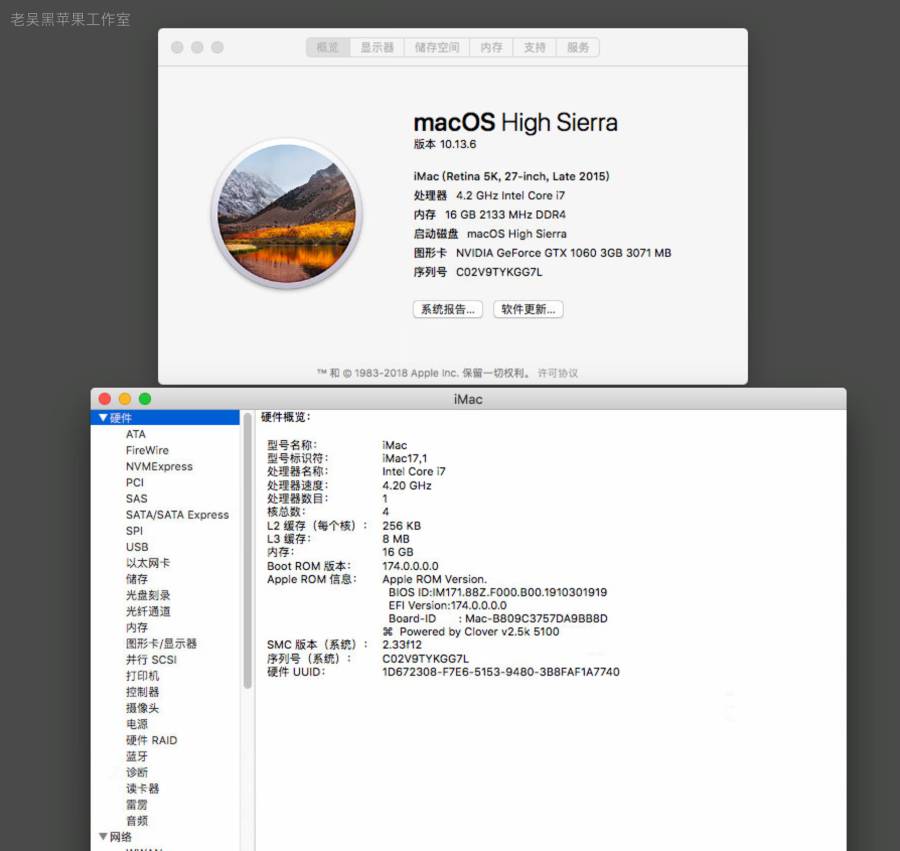 老吴黑苹果工作室
概览 显示器 储存空间 内存 支持 服务
macOS High Sierra
版本 10.13.6
iMac (Retina 5K, 27-inch, Late 2015)
处理器 4.2 GHz Intel Core i7
内存 16 GB 2133 MHz DDR4
启动磁盘 macOS High Sierra
图形卡 NVIDIA GeForce GTX 1060 3GB 3071 MB
序列号 C02V9TYKGG7L
系统报告... 软件更新...
™ 和 © 1983-2018 Apple Inc. 保留一切权利。 许可协议
iMac
▼硬件
ATA
FireWire
NVMExpress
PCI
SAS
SATA/SATA Express
SPI
USB
以太网卡
储存
光盘刻录
光纤通道
内存
图形卡/显示器
并行 SCSI
打印机
控制器
摄像头
电源
硬件 RAID
蓝牙
诊断
读卡器
雷雳
音频
▼网络
硬件概览：
型号名称： iMac
型号标识符： iMac17,1
处理器名称： Intel Core i7
处理器速度： 4.20 GHz
处理器数目： 1
核总数： 4
L2 缓存（每个核）： 256 KB
L3 缓存： 8 MB
内存： 16 GB
Boot ROM 版本： 174.0.0.0.0
Apple ROM 信息： Apple ROM Version.
BIOS ID:IM171.88Z.F000.B00.1910301919
EFI Version:174.0.0.0.0
Board-ID : Mac-B809C3757DA9BB8D
⌘ Powered by Clover v2.5k 5100
SMC 版本（系统）： 2.33f12
序列号（系统）： C02V9TYKGG7L
硬件 UUID： 1D672308-F7E6-5153-9480-3B8FAF1A7740